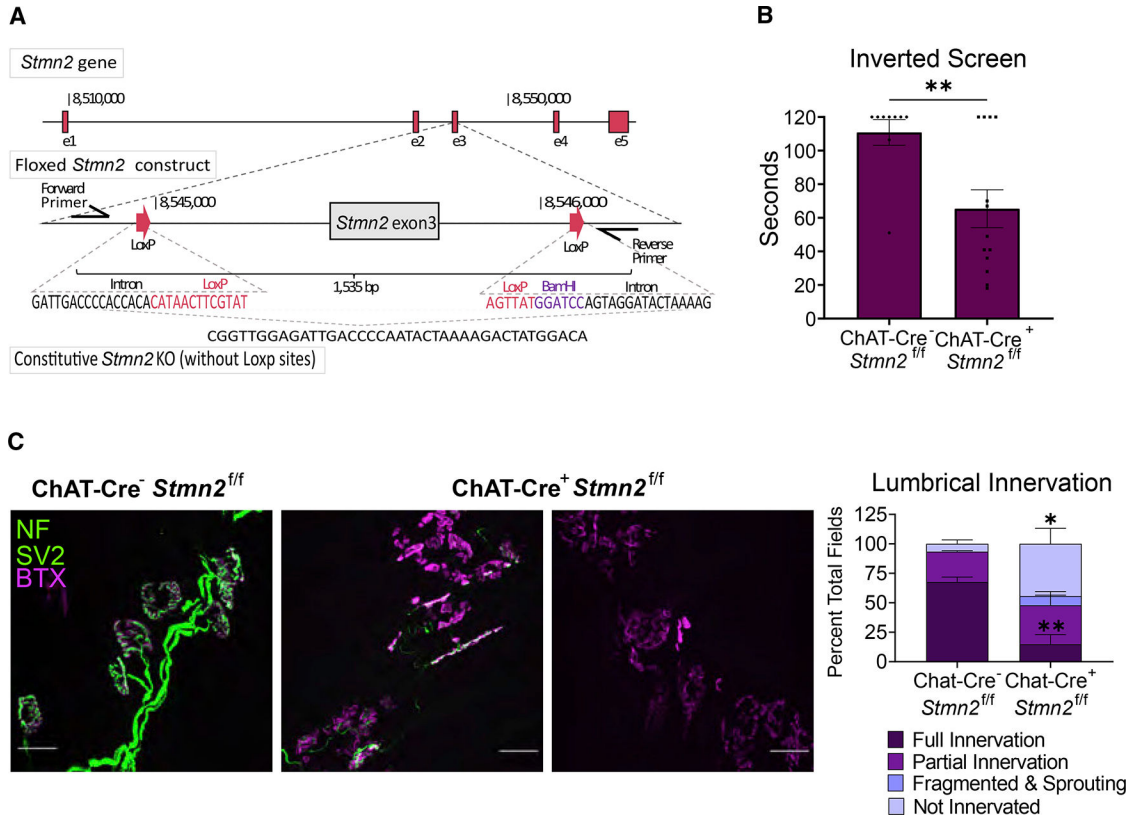 A
Stmn2 gene
8,510,000
8,550,000
e1
e2
e3
e4
e5
Floxed Stmn2 construct
Forward
Primer
8,545,000
8,546,000
LoxP
Stmn2 exon3
LoxP
Reverse
Primer
Intron
LoxP
1,535 bp
LoxP
BamHI
Intron
GATTGACCCCACCACACATAACTTCGTAT
AGTTATGGATCCAGTAGGATACTAAAAG
CGGTTGGAGATTGACCCCAATACTAAAAGACTATGGACA
Constitutive Stmn2 KO (without Loxp sites)
B
Inverted Screen
**
120
100
80
60
40
20
0
Seconds
ChAT-Cre-
Stmn2f/f
ChAT-Cre+
Stmn2f/f
C
ChAT-Cre- Stmn2f/f
ChAT-Cre+ Stmn2f/f
NF
SV2
BTX
Lumbrical Innervation
125
100
75
50
25
0
Percent Total Fields
*
**
Chat-Cre-
Stmn2f/f
Chat-Cre+
Stmn2f/f
Full Innervation
Partial Innervation
Fragmented & Sprouting
Not Innervated